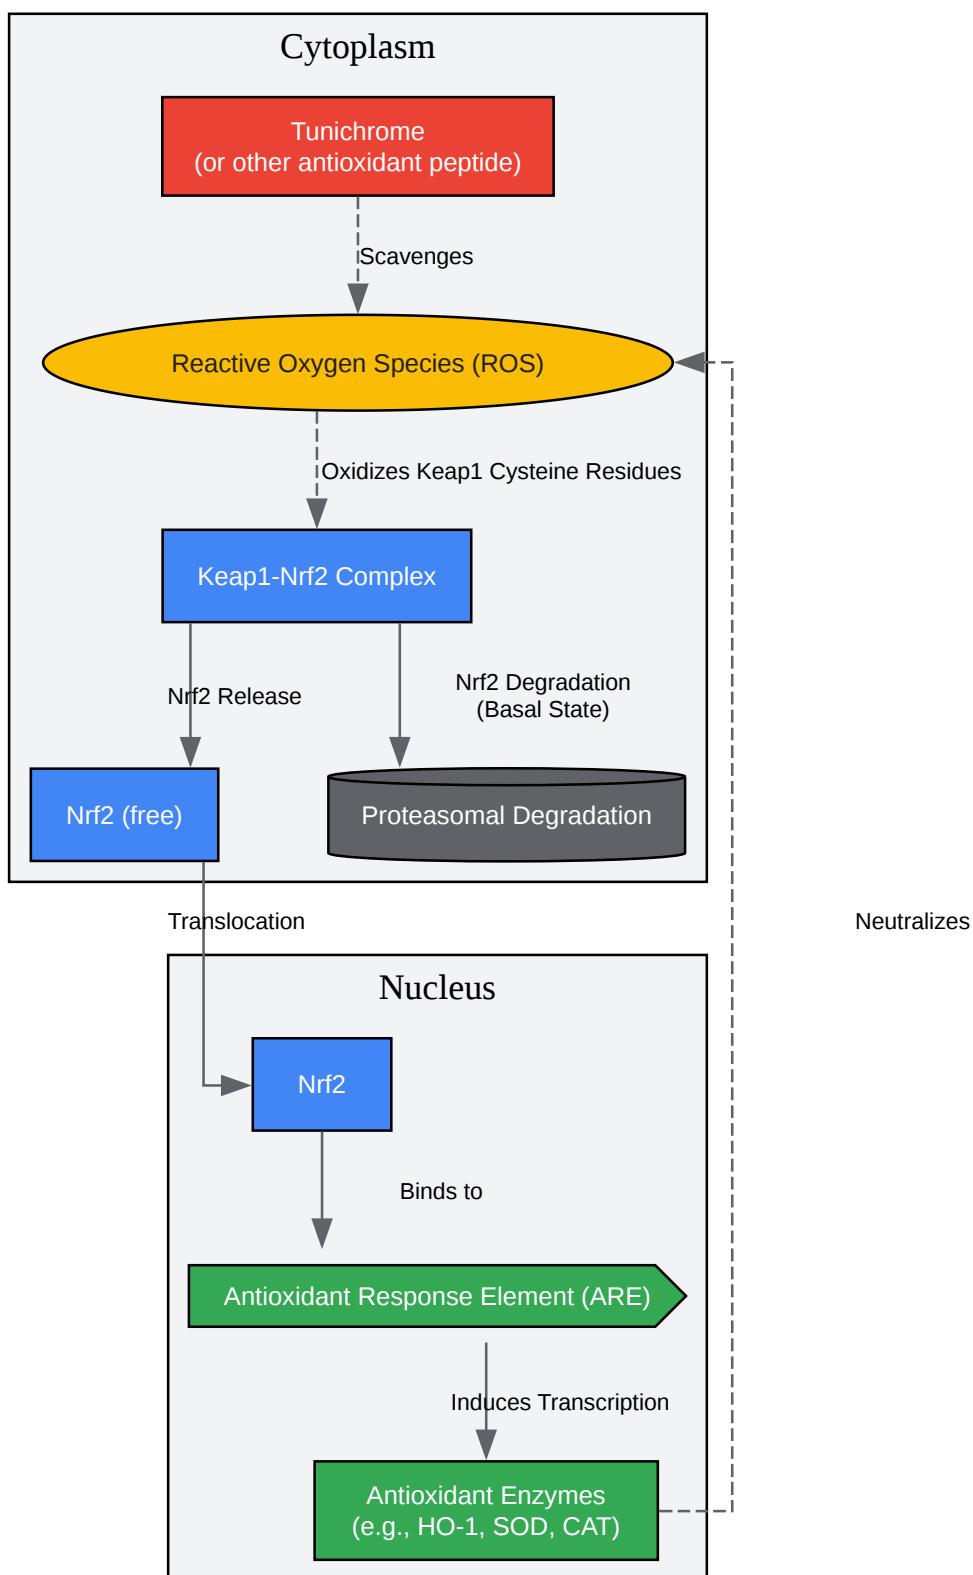 Cytoplasm
Tunichrome
(or other antioxidant peptide)
Scavenges
Reactive Oxygen Species (ROS)
Oxidizes Keap1 Cysteine Residues
Keap1-Nrf2 Complex
Nrf2 Release
Nrf2 Degradation
(Basal State)
Nrf2 (free)
Proteasomal Degradation
Translocation
Neutralizes
Nucleus
Nrf2
Binds to
Antioxidant Response Element (ARE)
Induces Transcription
Antioxidant Enzymes
(e.g., HO-1, SOD, CAT)